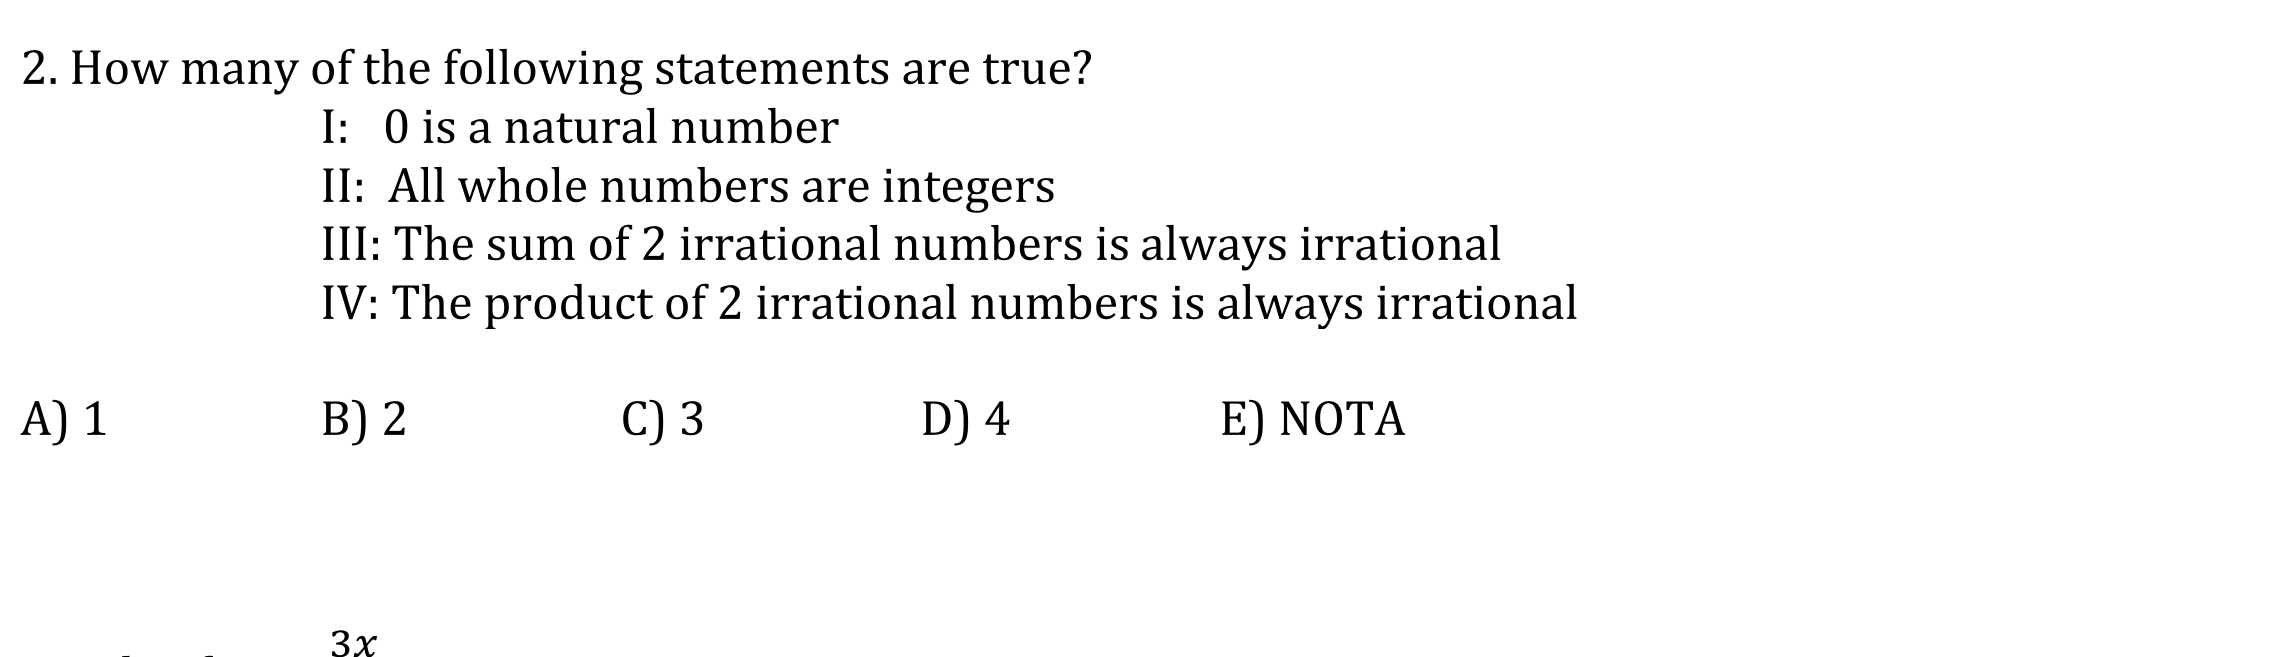 2. How many of the following statements are true?
I: 0 is a natural number
II: All whole numbers are integers
III: The sum of 2 irrational numbers is always irrational
IV: The product of 2 irrational numbers is always irrational
A) 1 B) 2 C) 3 D) 4 E) NOTA
3x